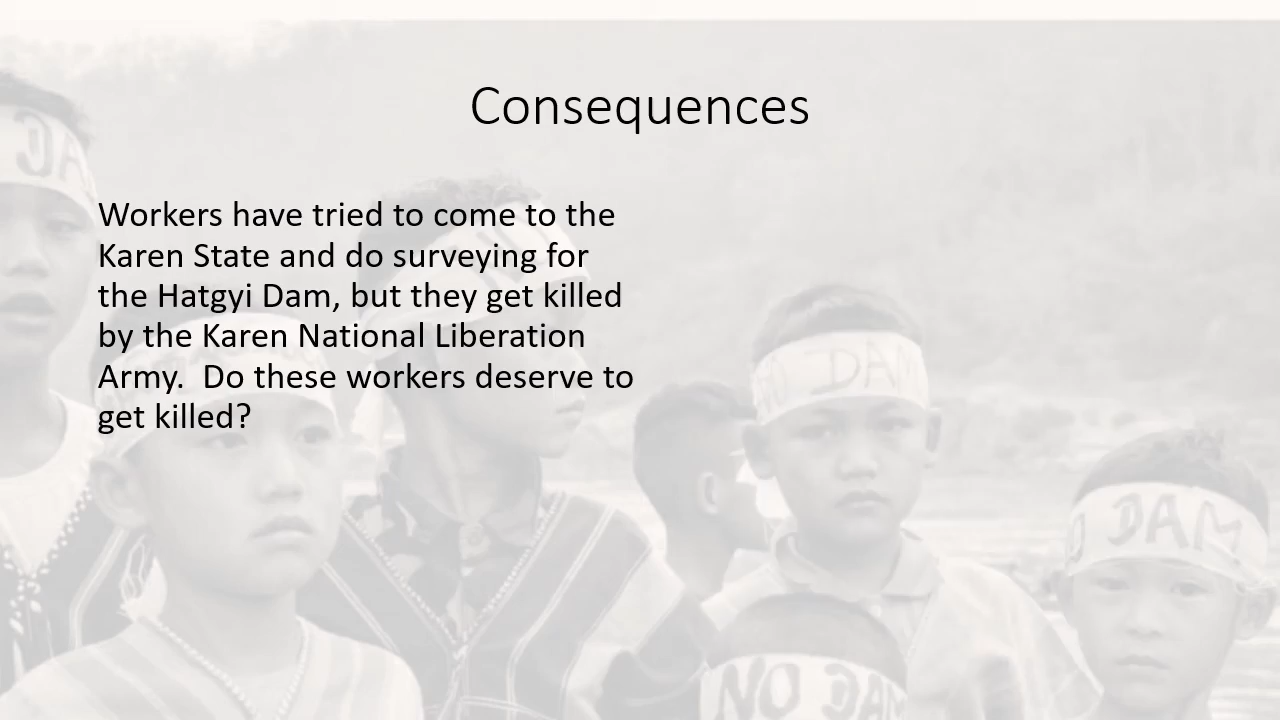 Consequences
Workers have tried to come to the
Karen State and do surveying for
the Hatgyi Dam, but they get killed
by the Karen National Liberation
Army.  Do these workers deserve to
get killed?
DA
DAM
DAM
NO DAM